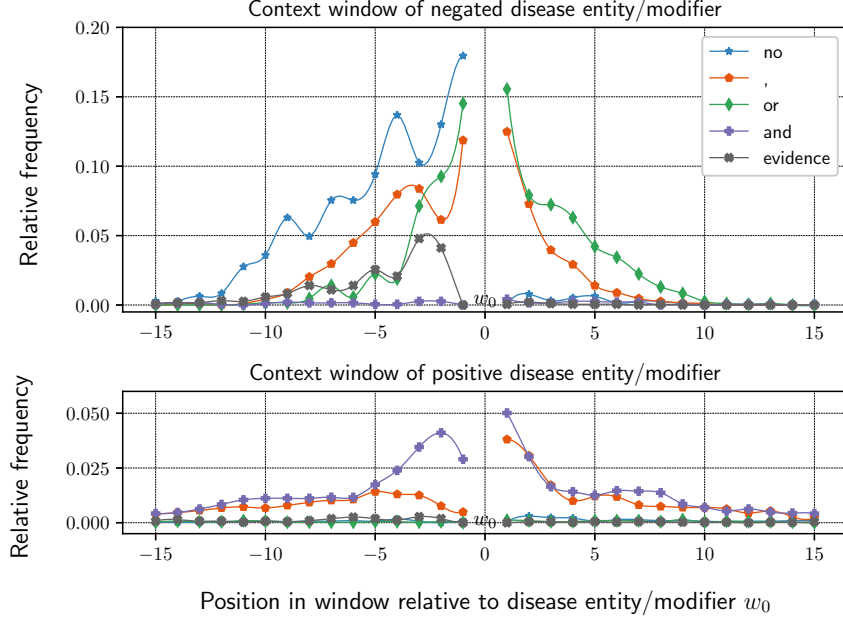 Context window of negated disease entity/modifier
0.20
0.15
0.10
0.05
0.00
Relative frequency
no
,
or
and
evidence
w0
−15 −10 −5 0 5 10 15
Context window of positive disease entity/modifier
0.050
0.025
0.000
Relative frequency
w0
−15 −10 −5 0 5 10 15
Position in window relative to disease entity/modifier w0